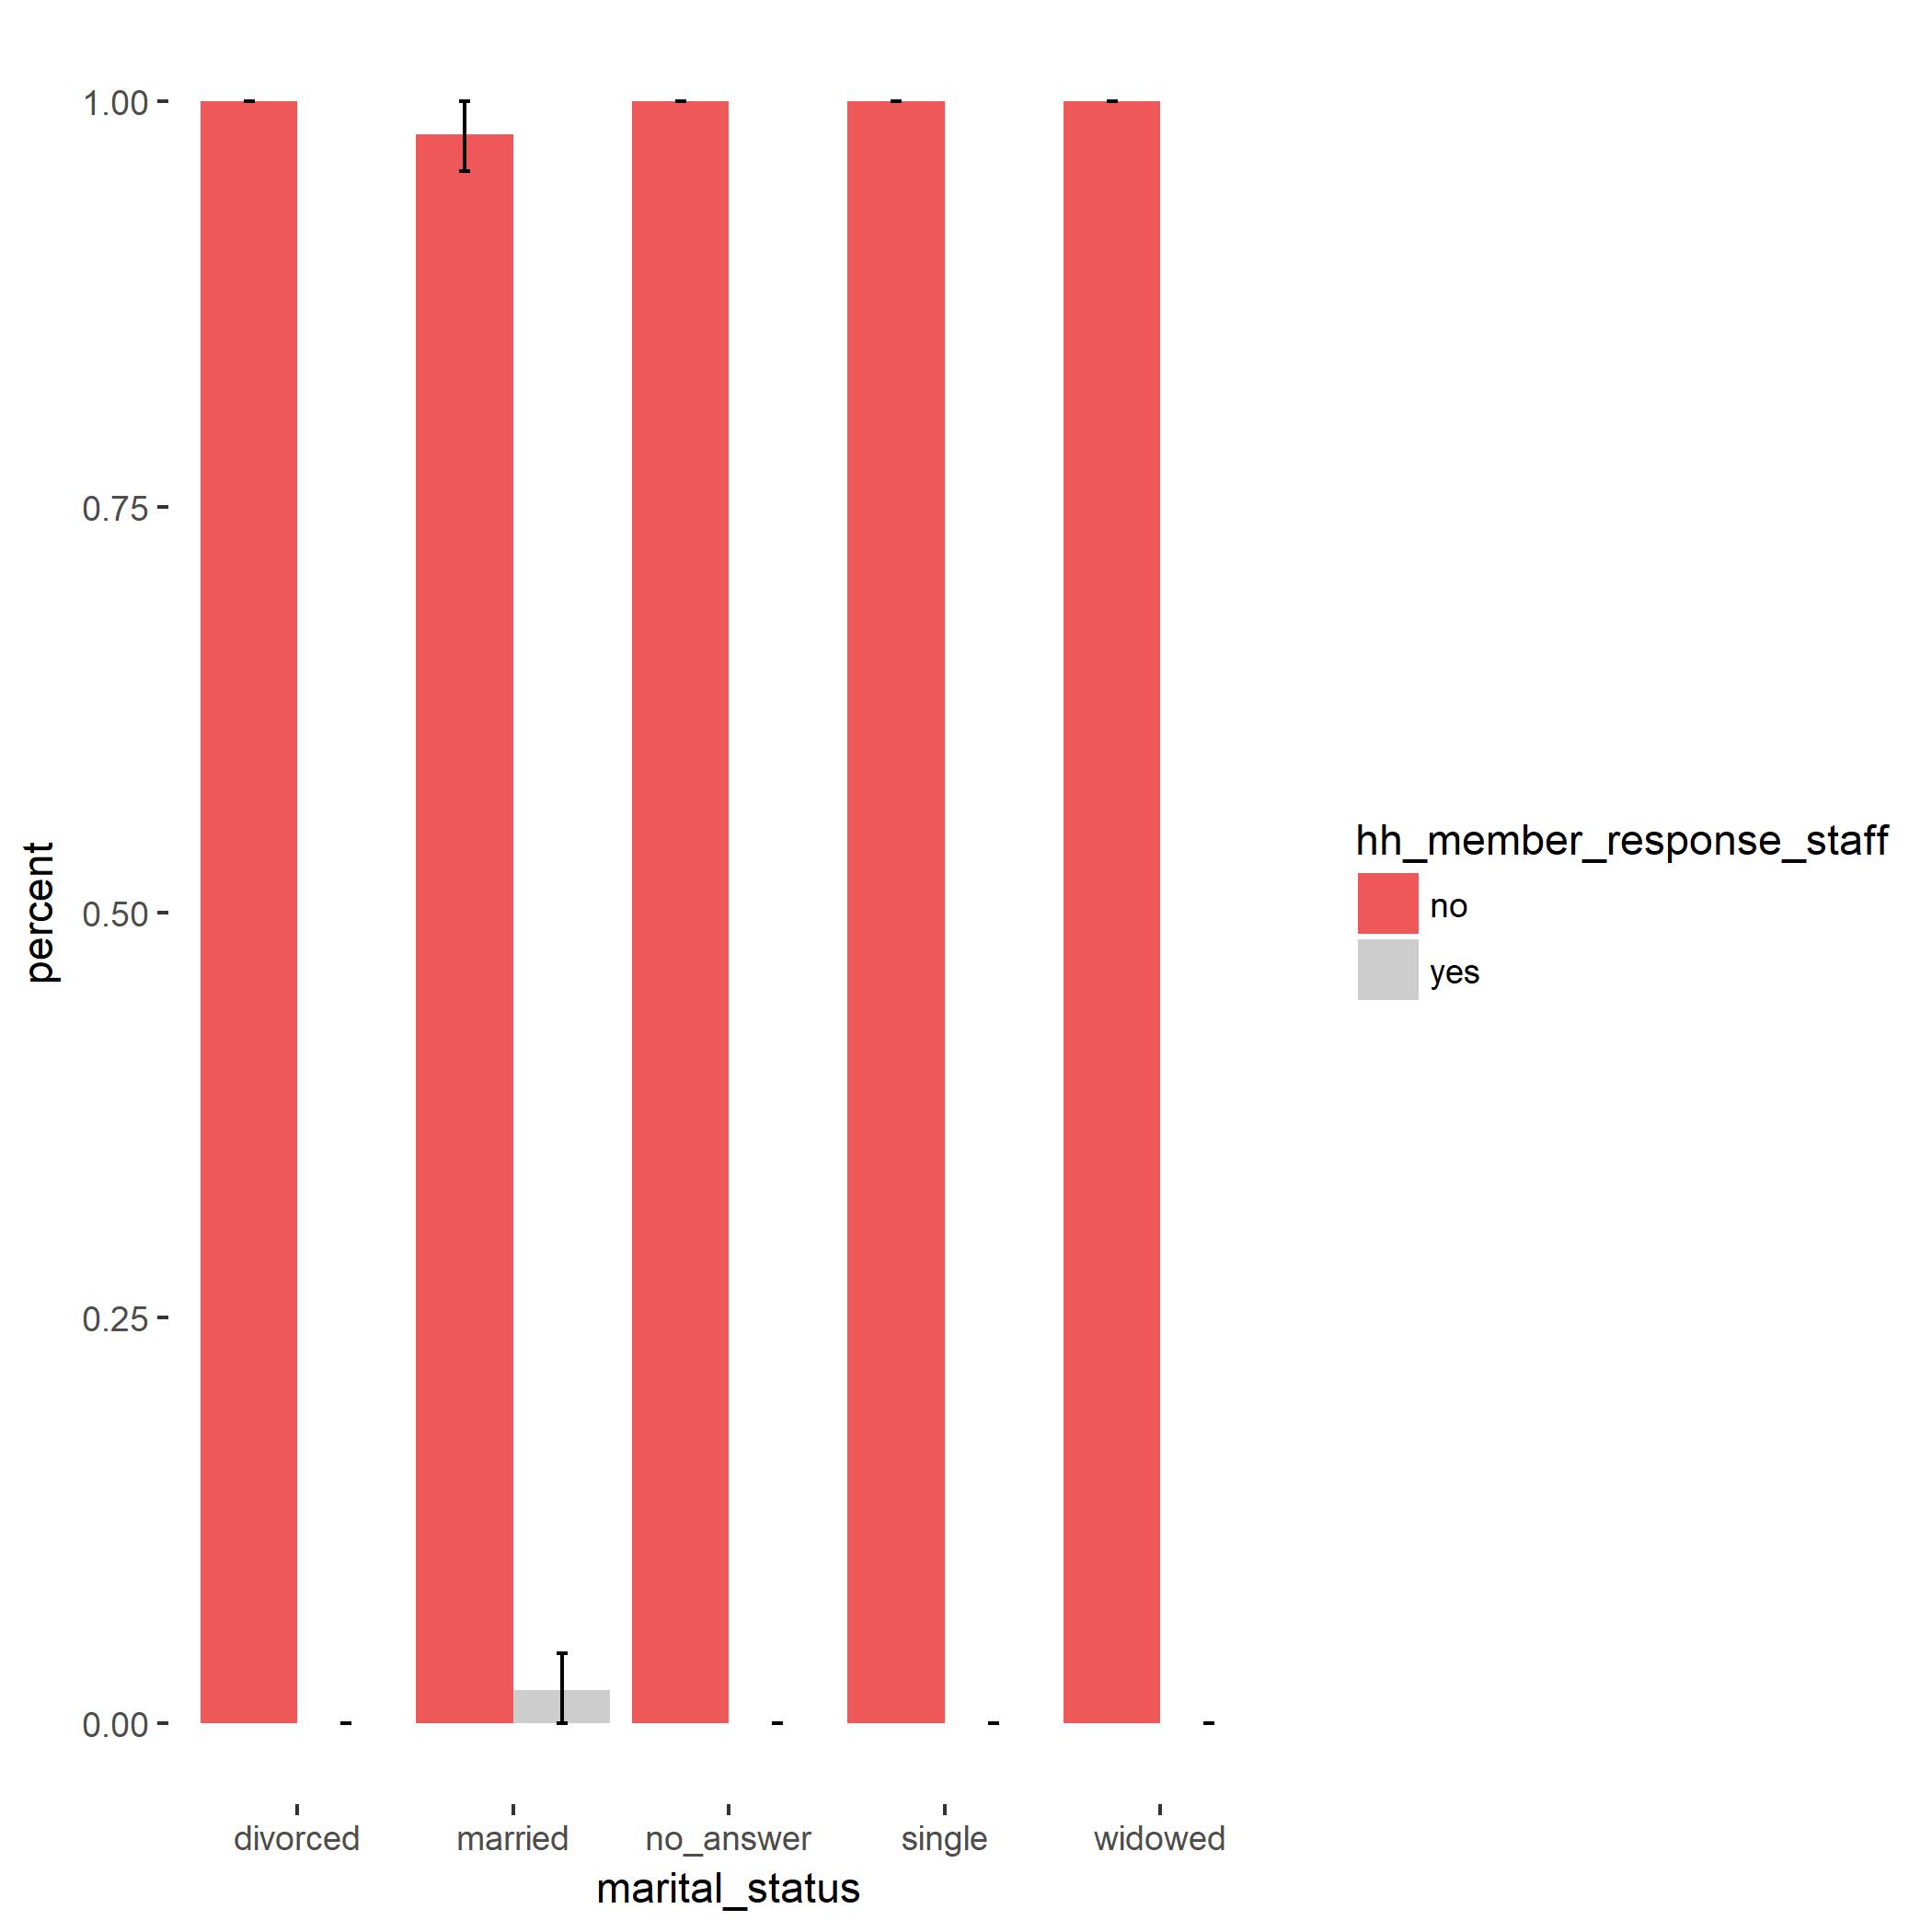 1.00
0.75
0.50
0.25
0.00
percent
divorced married no_answer single widowed
marital_status
hh_member_response_staff
no
yes